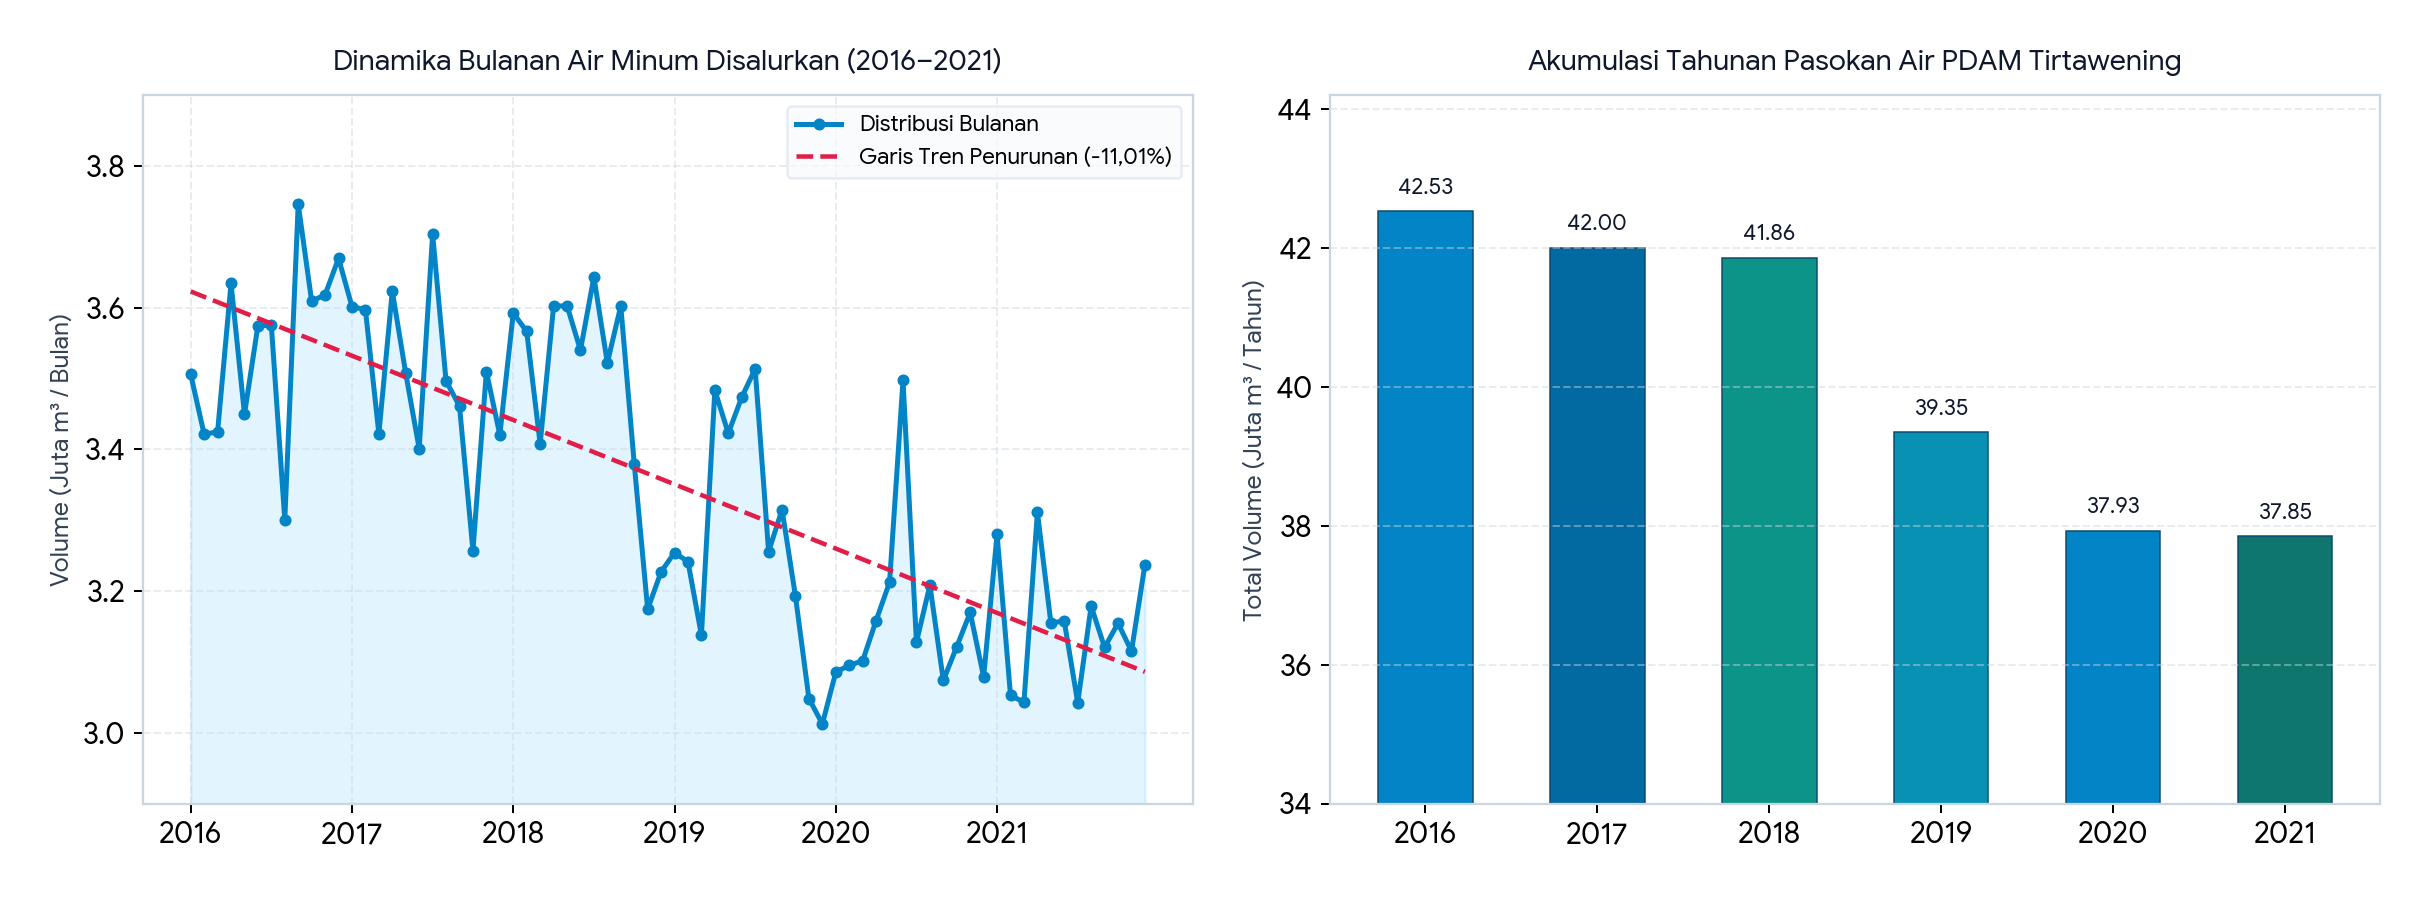 Dinamika Bulanan Air Minum Disalurkan (2016–2021)
Distribusi Bulanan
Garis Tren Penurunan (-11,01%)
Volume (Juta m³ / Bulan)
3.8
3.6
3.4
3.2
3.0
2016 2017 2018 2019 2020 2021
Akumulasi Tahunan Pasokan Air PDAM Tirtawening
Total Volume (Juta m³ / Tahun)
44
42
40
38
36
34
42.53
42.00
41.86
39.35
37.93
37.85
2016 2017 2018 2019 2020 2021